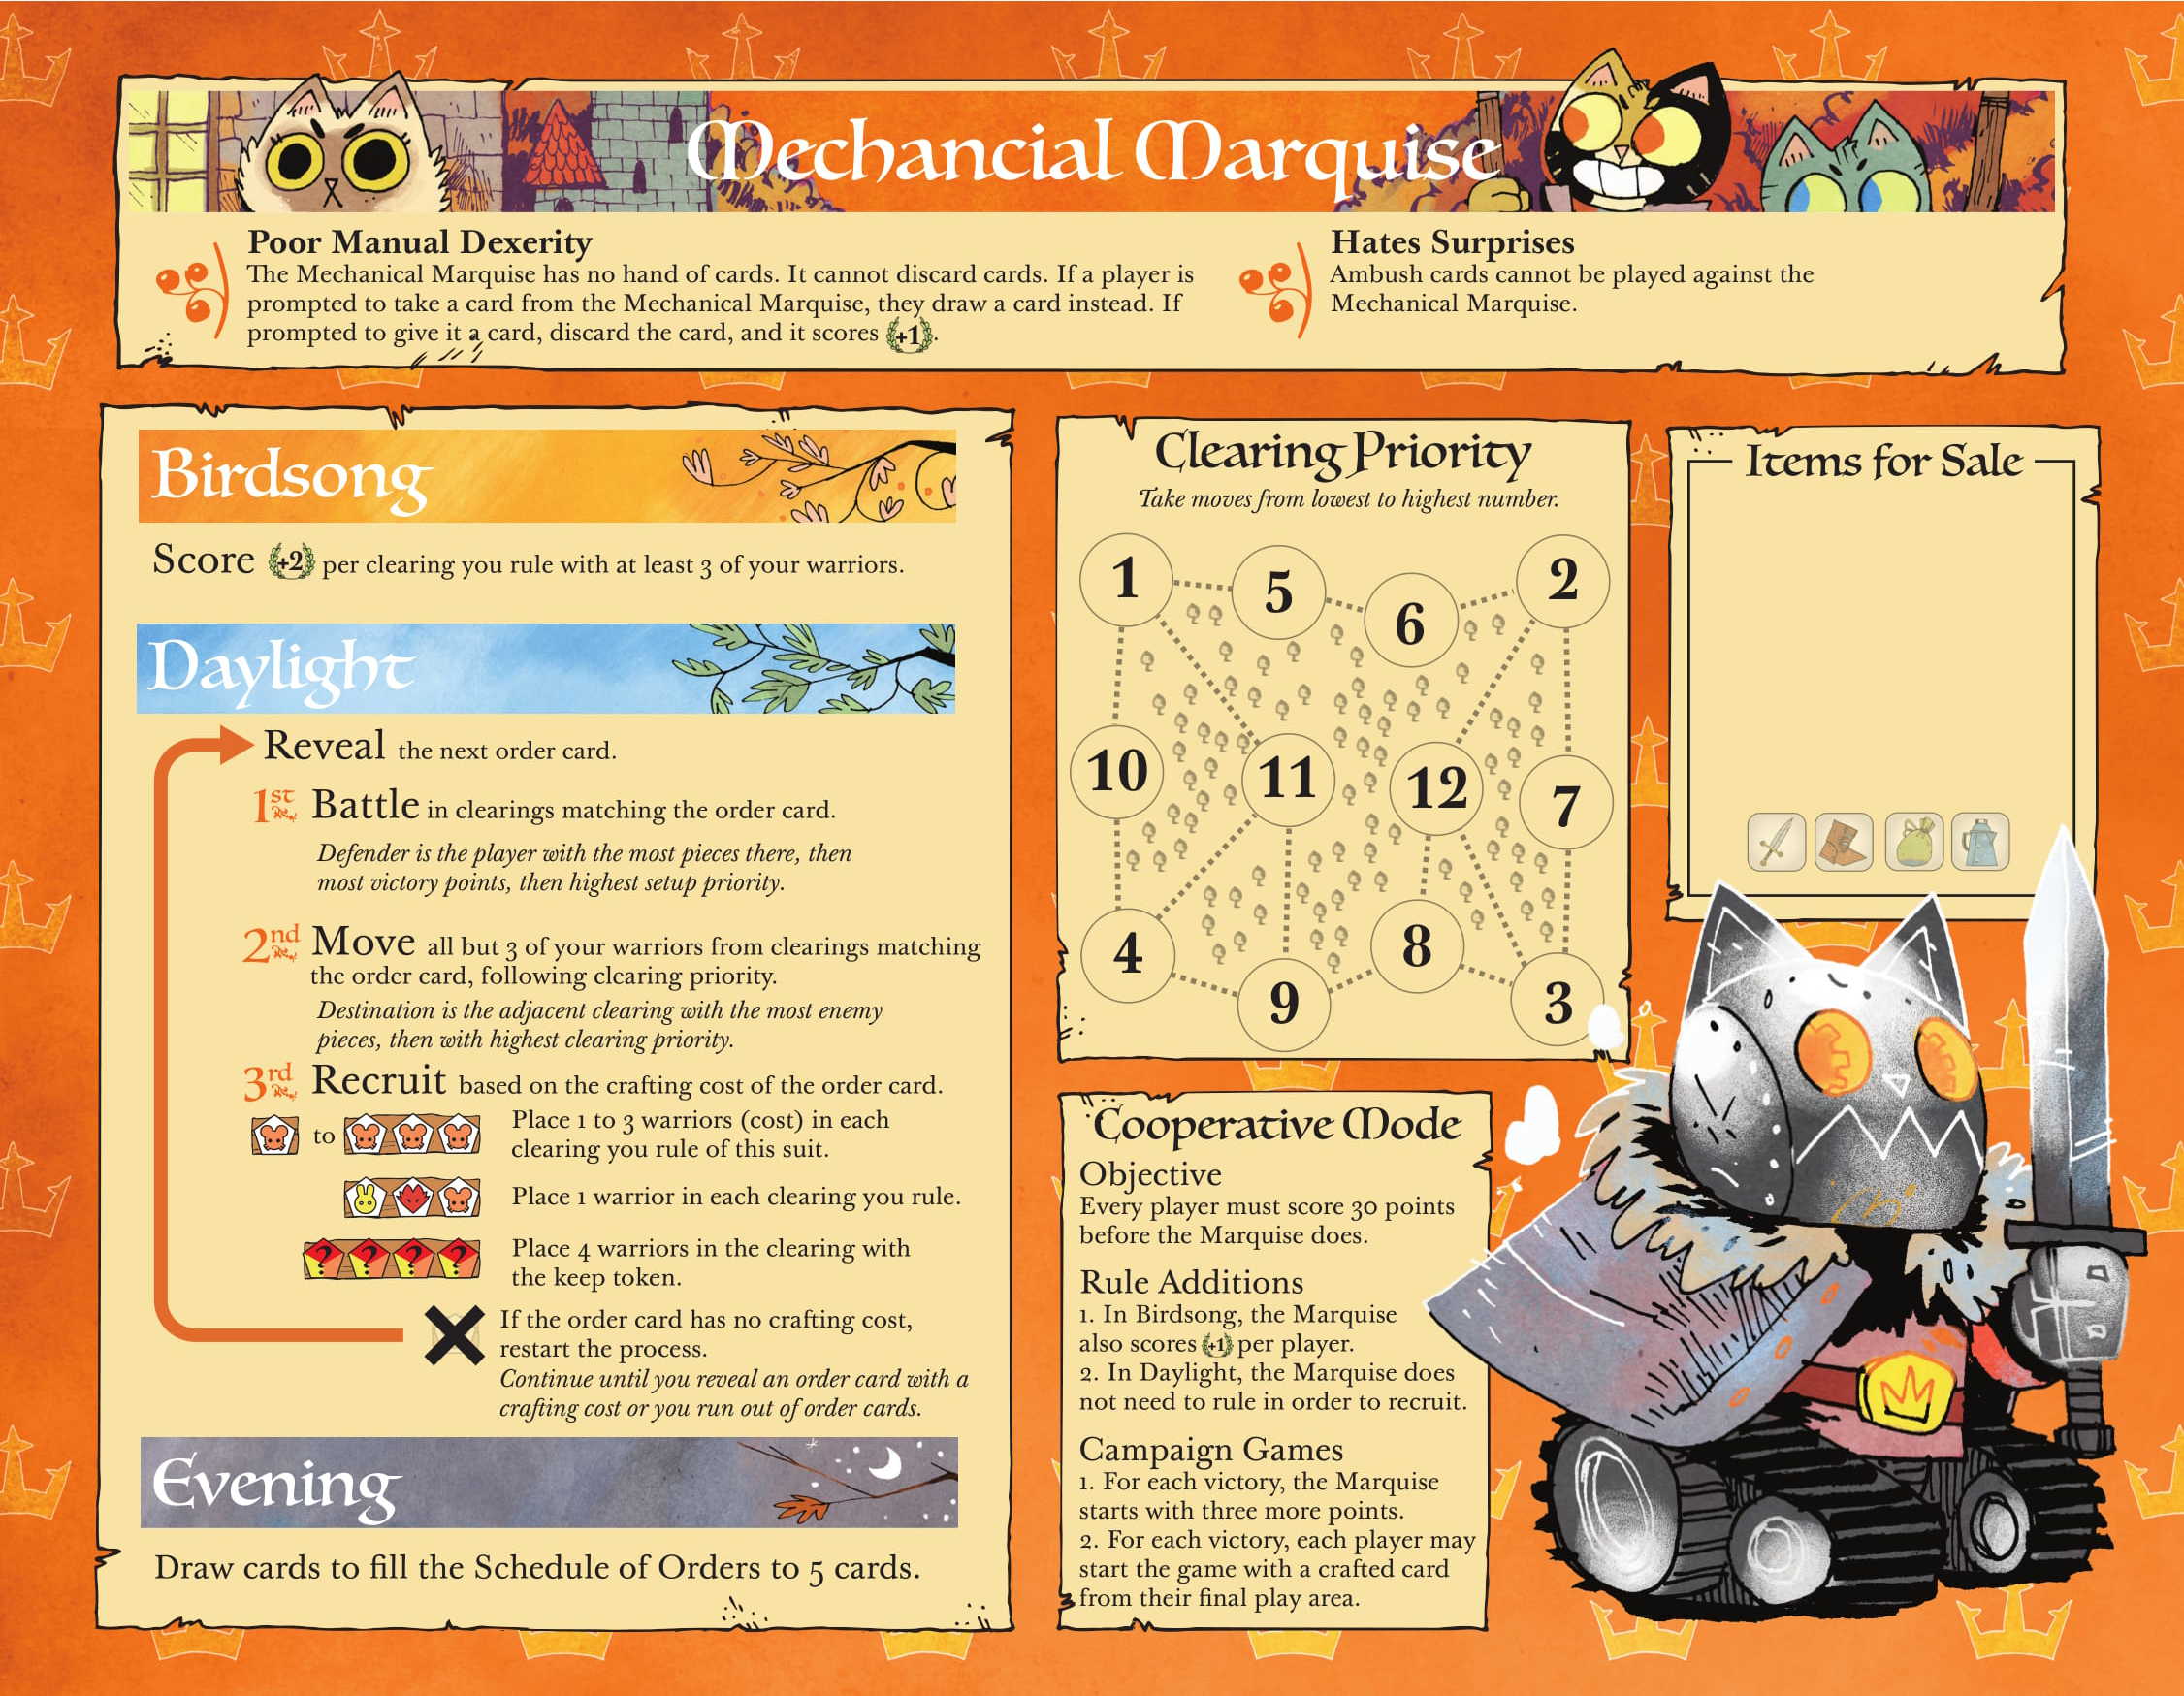 Mechancial Marquise
Poor Manual Dexerity
The Mechanical Marquise has no hand of cards. It cannot discard cards. If a player is
prompted to take a card from the Mechanical Marquise, they draw a card instead. If
prompted to give it a card, discard the card, and it scores +1.
Hates Surprises
Ambush cards cannot be played against the
Mechanical Marquise.
Birdsong
Score +2 per clearing you rule with at least 3 of your warriors.
Daylight
Reveal the next order card.
1st Battle in clearings matching the order card.
Defender is the player with the most pieces there, then
most victory points, then highest setup priority.
2nd Move all but 3 of your warriors from clearings matching
the order card, following clearing priority.
Destination is the adjacent clearing with the most enemy
pieces, then with highest clearing priority.
3rd Recruit based on the crafting cost of the order card.
to
Place 1 to 3 warriors (cost) in each
clearing you rule of this suit.
Place 1 warrior in each clearing you rule.
? ? ? ?
Place 4 warriors in the clearing with
the keep token.
If the order card has no crafting cost,
restart the process.
Continue until you reveal an order card with a
crafting cost or you run out of order cards.
Evening
Draw cards to fill the Schedule of Orders to 5 cards.
Clearing Priority
Take moves from lowest to highest number.
1 5 6 2
10 11 12 7
4 9 8 3
Cooperative Mode
Objective
Every player must score 30 points
before the Marquise does.
Rule Additions
1. In Birdsong, the Marquise
also scores +1 per player.
2. In Daylight, the Marquise does
not need to rule in order to recruit.
Campaign Games
1. For each victory, the Marquise
starts with three more points.
2. For each victory, each player may
start the game with a crafted card
from their final play area.
Items for Sale